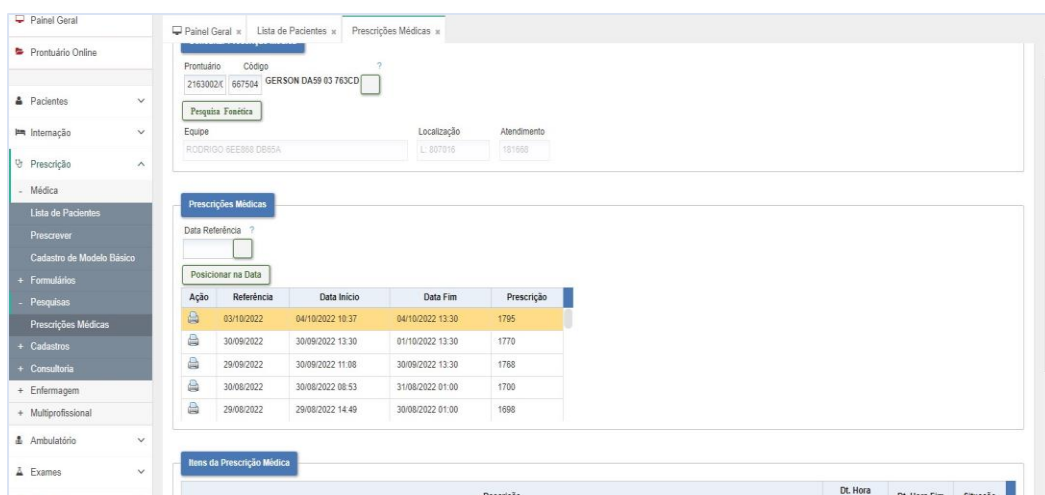 Painel Geral
Prontuário Online
Pacientes
Internação
Prescrição
- Médica
Lista de Pacientes
Prescrever
Cadastro de Modelo Básico
+ Formulários
- Pesquisas
Prescrições Médicas
+ Cadastros
+ Consultoria
+ Enfermagem
+ Multiprofissional
Ambulatório
Exames
Painel Geral x Lista de Pacientes x Prescrições Médicas x
Prontuário Código ?
2163002/ 667504 GERSON DA59 03 763CD
Pesquisa Fonética
Equipe Localização Atendimento
RODRIGO 6EE868 DB65A L: 807016 181668
Prescrições Médicas
Data Referência ?
Posicionar na Data
Ação Referência Data Início Data Fim Prescrição
03/10/2022 04/10/2022 10:37 04/10/2022 13:30 1795
30/09/2022 30/09/2022 13:30 01/10/2022 13:30 1770
29/09/2022 29/09/2022 11:08 30/09/2022 13:30 1768
30/08/2022 30/08/2022 08:53 31/08/2022 01:00 1700
29/08/2022 29/08/2022 14:49 30/08/2022 01:00 1698
Itens da Prescrição Médica
Descrição Dt. Hora Dt. Hora Fim Situação